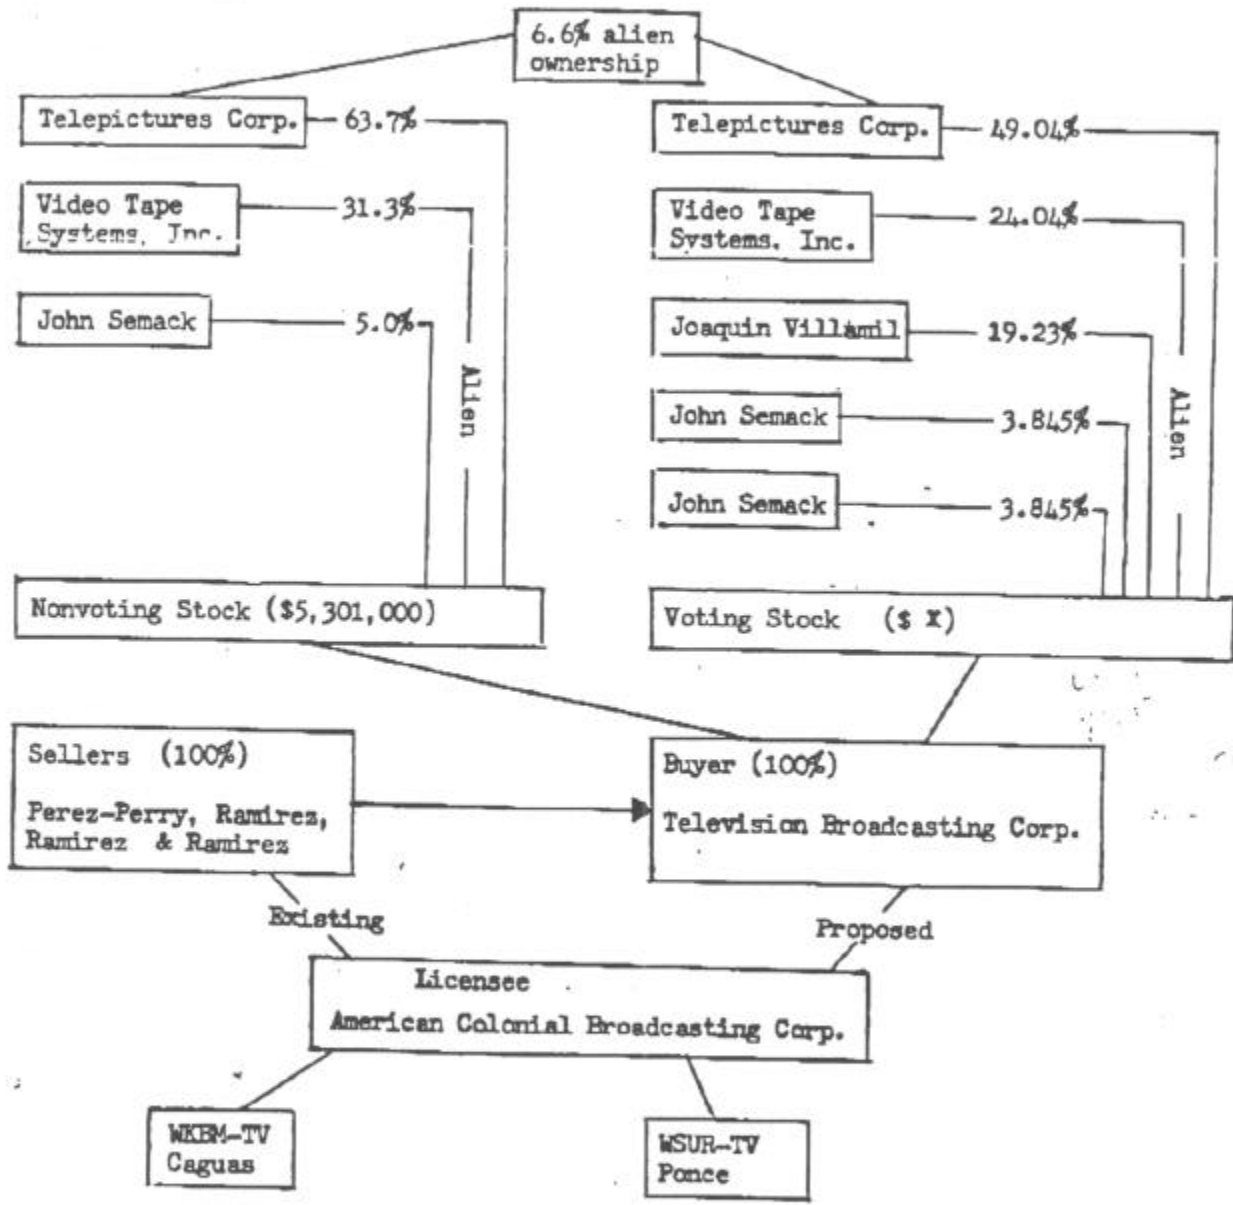 6.6% alien
ownership
Telepictures Corp.
63.7%
Video Tape
Systems, Inc.
31.3%
John Semack
5.0%
Alien
Nonvoting Stock ($5,301,000)
Telepictures Corp.
49.04%
Video Tape
Systems, Inc.
24.04%
Joaquin Villamil
19.23%
John Semack
3.845%
John Semack
3.845%
Alien
Voting Stock ($ X)
Sellers (100%)
Perez-Perry, Ramirez,
Ramirez & Ramirez
Buyer (100%)
Television Broadcasting Corp.
Existing
Proposed
Licensee
American Colonial Broadcasting Corp.
WKBM-TV
Caguas
WSUR-TV
Ponce